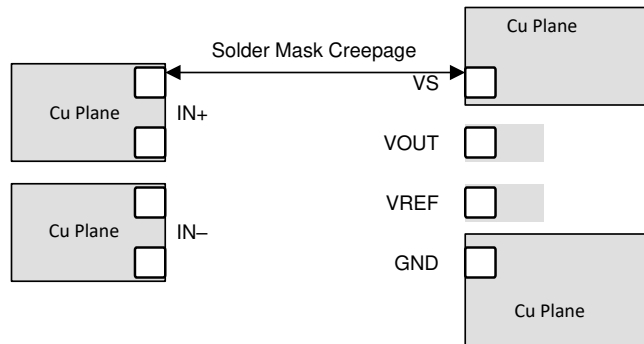 Cu Plane
Solder Mask Creepage
VS
Cu Plane
IN+
VOUT
VREF
Cu Plane
IN–
GND
Cu Plane